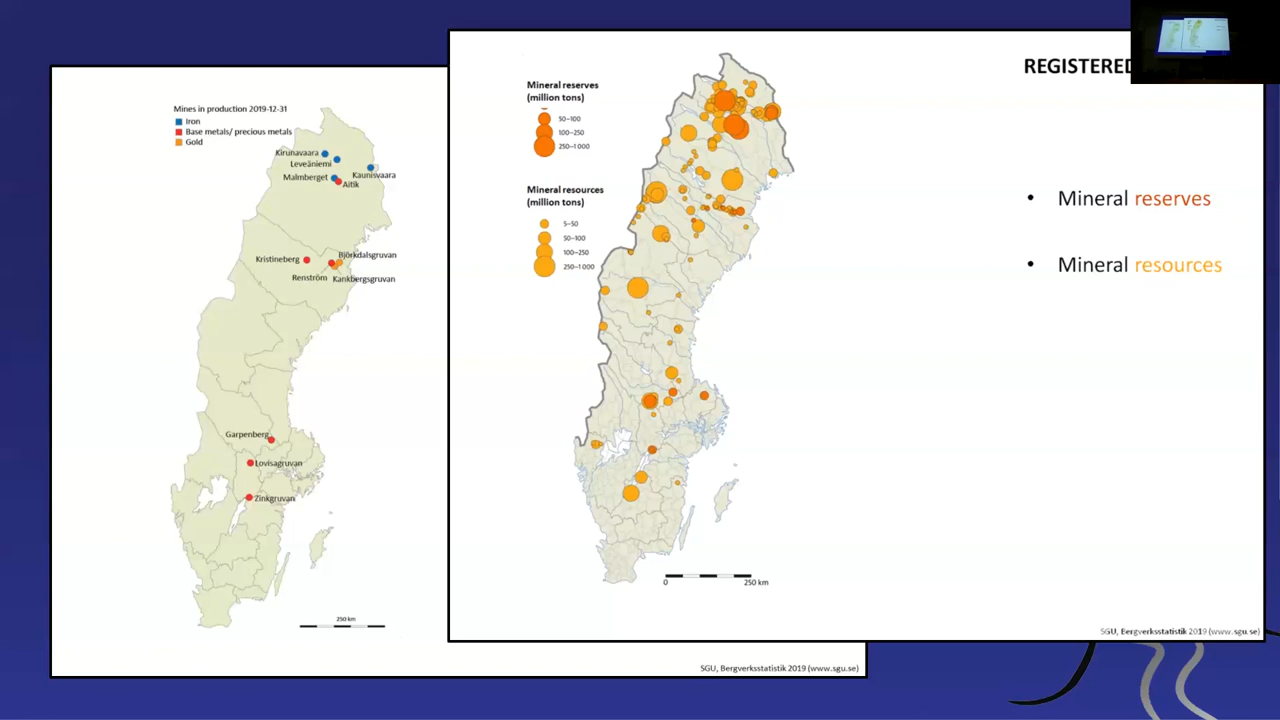 Mines in production 2019-12-31
Iron
Base metals/ precious metals
Gold
Kirunavaara
Leveäniemi
Kaunisvaara
Malmberget
Aitik
Kristineberg
Björkdalsgruvan
Renström
Kankbergsgruvan
Garpenberg
Lovisagruvan
Zinkgruvan
250 km
SGU, Bergverksstatistik 2019 (www.sgu.se)
REGISTERED
Mineral reserves
(million tons)
50–100
100–250
250–1 000
Mineral resources
(million tons)
5–50
50–100
100–250
250–1 000
0 250 km
• Mineral reserves
• Mineral resources
SGU, Bergverksstatistik 2019 (www.sgu.se)